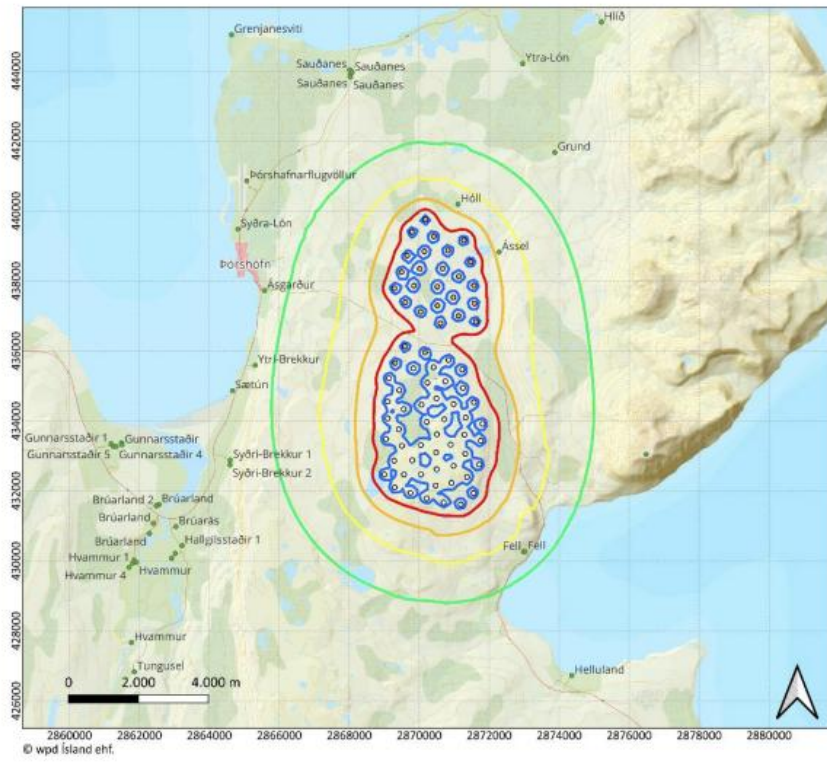 Hlíð
Grenjanesviti
Sauðanes
Sauðanes
Sauðanes
Sauðanes
Ytra-Lón
Grund
Þórshafnarflugvöllur
Hóll
Syðra-Lón
Ássel
Þórshöfn
Ásgarður
Ytri-Brekkur
Sætún
Gunnarsstaðir 1
Gunnarsstaðir
Gunnarsstaðir 5
Gunnarsstaðir 4
Syðri-Brekkur 1
Syðri-Brekkur 2
Brúarland 2
Brúarland
Brúarland
Brúarás
Brúarland
Hallgilsstaðir 1
Hvammur 1
Hvammur
Hvammur 4
Fell
Fell
Hvammur
Tungusel
Helluland
0 2.000 4.000 m
444000
442000
440000
438000
436000
434000
432000
430000
428000
426000
2860000 2862000 2864000 2866000 2868000 2870000 2872000 2874000 2876000 2878000 2880000
© wpd Ísland ehf.